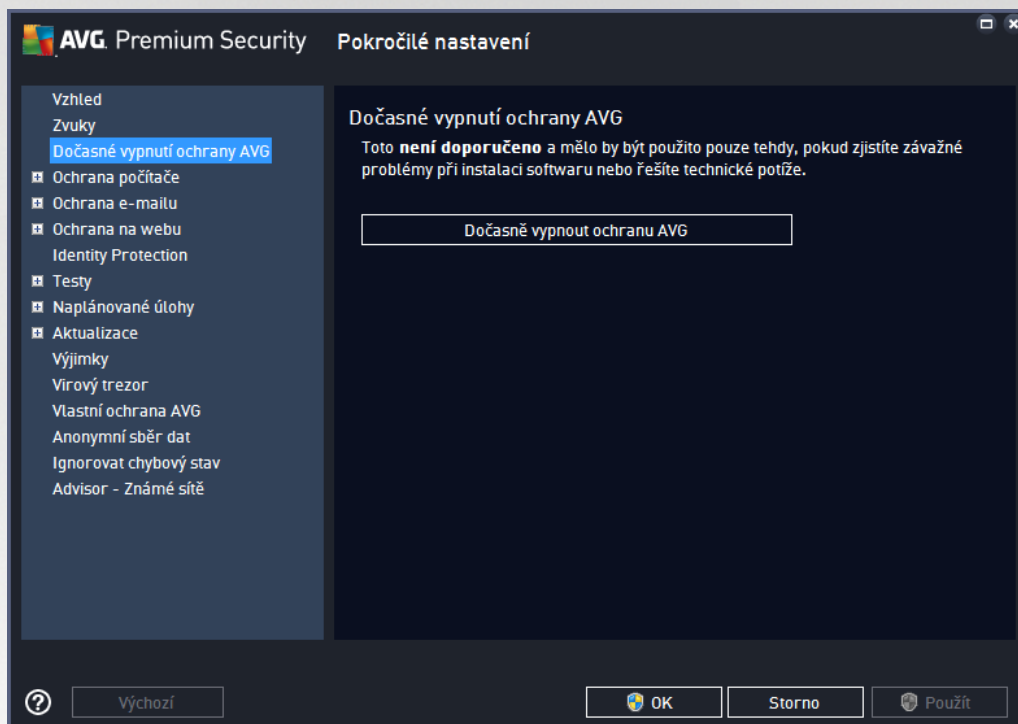 AVG. Premium Security
Pokročilé nastavení
Vzhled
Zvuky
Dočasné vypnutí ochrany AVG
Ochrana počítače
Ochrana e-mailu
Ochrana na webu
Identity Protection
Testy
Naplánované úlohy
Aktualizace
Výjimky
Virový trezor
Vlastní ochrana AVG
Anonymní sběr dat
Ignorovat chybový stav
Advisor - Známé sítě
Dočasné vypnutí ochrany AVG
Toto není doporučeno a mělo by být použito pouze tehdy, pokud zjistíte závažné
problémy při instalaci softwaru nebo řešíte technické potíže.
Dočasně vypnout ochranu AVG
Výchozí
OK
Storno
Použít